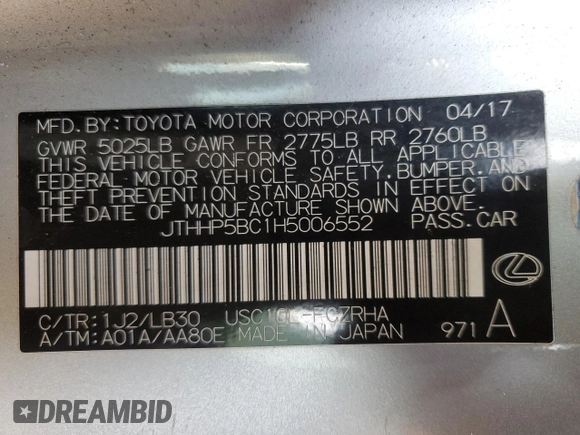 MFD. BY: TOYOTA MOTOR CORPORATION 04/17
GVWR 5025LB GAWR FR 2775LB RR 2760LB
THIS VEHICLE CONFORMS TO ALL APPLICABLE
FEDERAL MOTOR VEHICLE SAFETY, BUMPER, AND
THEFT PREVENTION STANDARDS IN EFFECT ON
THE DATE OF MANUFACTURE SHOWN ABOVE.
JTHHP5BC1H5006552 PASS. CAR
C/TR: 1J2/LB30
A/TM: A01A/AA80E MADE IN JAPAN 971 A
DREAMBID